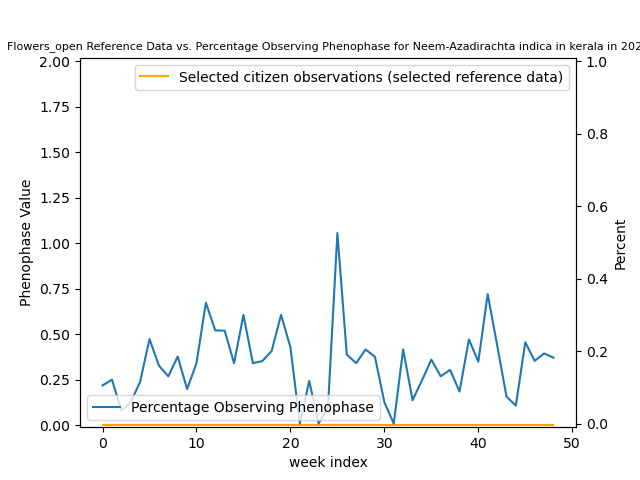 Flowers_open Reference Data vs. Percentage Observing Phenophase for Neem-Azadirachta indica in kerala in 202
Selected citizen observations (selected reference data)
Percentage Observing Phenophase
Phenophase Value
2.00
1.75
1.50
1.25
1.00
0.75
0.50
0.25
0.00
Percent
1.0
0.8
0.6
0.4
0.2
0.0
0 10 20 30 40 50
week index